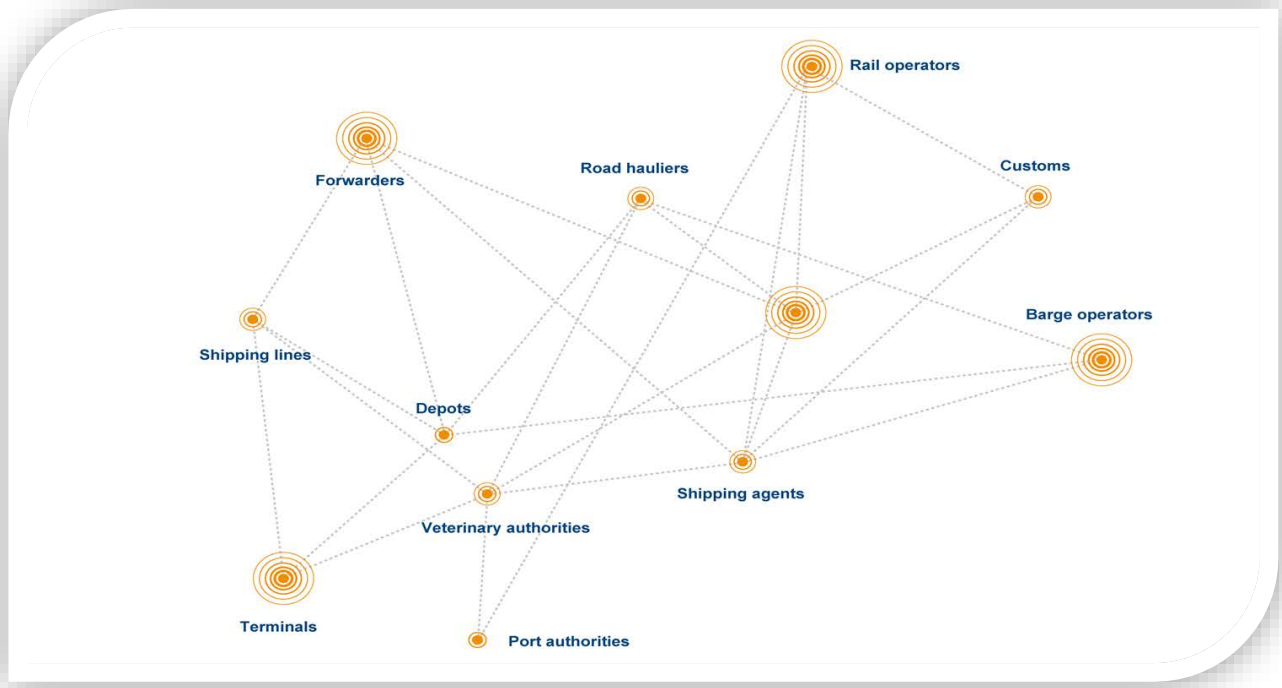 Rail operators
Forwarders
Road hauliers
Customs
Barge operators
Shipping lines
Depots
Shipping agents
Veterinary authorities
Terminals
Port authorities